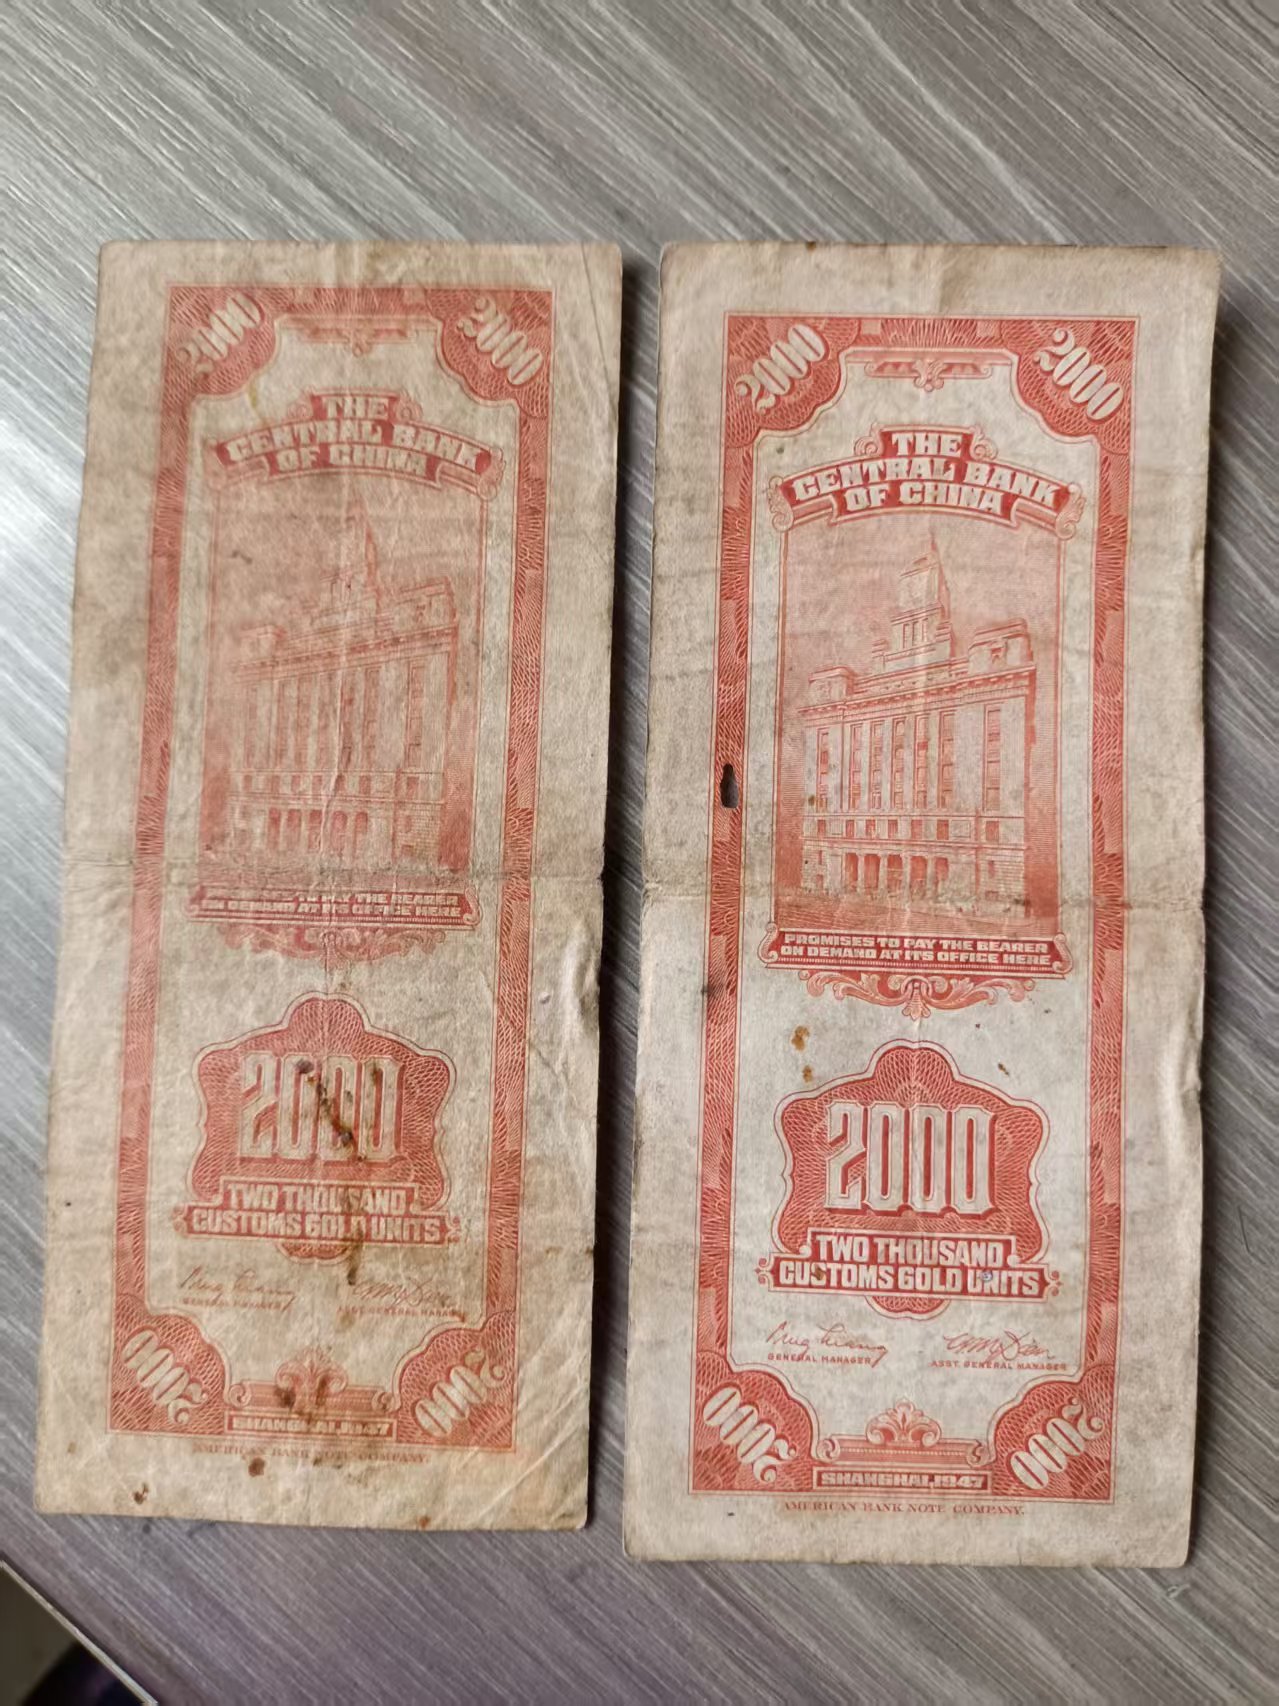 2000 2000
THE
CENTRAL BANK
OF CHINA
TO PAY THE BEARER
ON DEMAND AT ITS OFFICE HERE
2000
TWO THOUSAND
CUSTOMS GOLD UNITS
GENERAL MANAGER
ASST. GENERAL MANAGER
2000 2000
SHANGHAI,1947
AMERICAN BANK NOTE COMPANY.
2000 2000
THE
CENTRAL BANK
OF CHINA
PROMISES TO PAY THE BEARER
ON DEMAND AT ITS OFFICE HERE
2000
TWO THOUSAND
CUSTOMS GOLD UNITS
GENERAL MANAGER
ASST. GENERAL MANAGER
2000 2000
SHANGHAI,1947
AMERICAN BANK NOTE COMPANY.